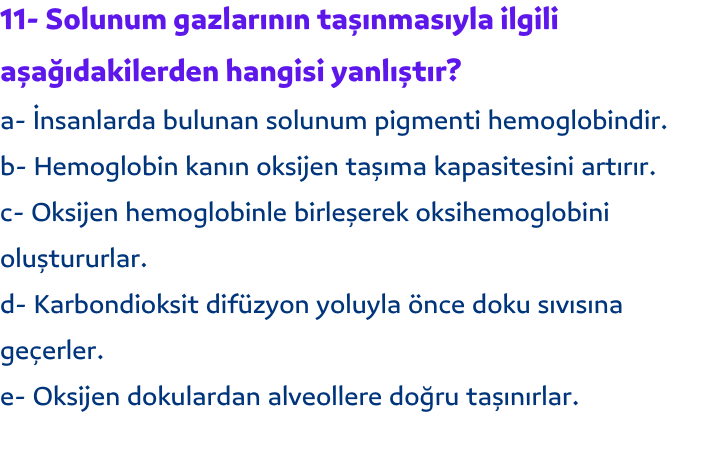 11- Solunum gazlarının taşınmasıyla ilgili
aşağıdakilerden hangisi yanlıştır?
a- İnsanlarda bulunan solunum pigmenti hemoglobindir.
b- Hemoglobin kanın oksijen taşıma kapasitesini artırır.
c- Oksijen hemoglobinle birleşerek oksihemoglobini
oluştururlar.
d- Karbondioksit difüzyon yoluyla önce doku sıvısına
geçerler.
e- Oksijen dokulardan alveollere doğru taşınırlar.